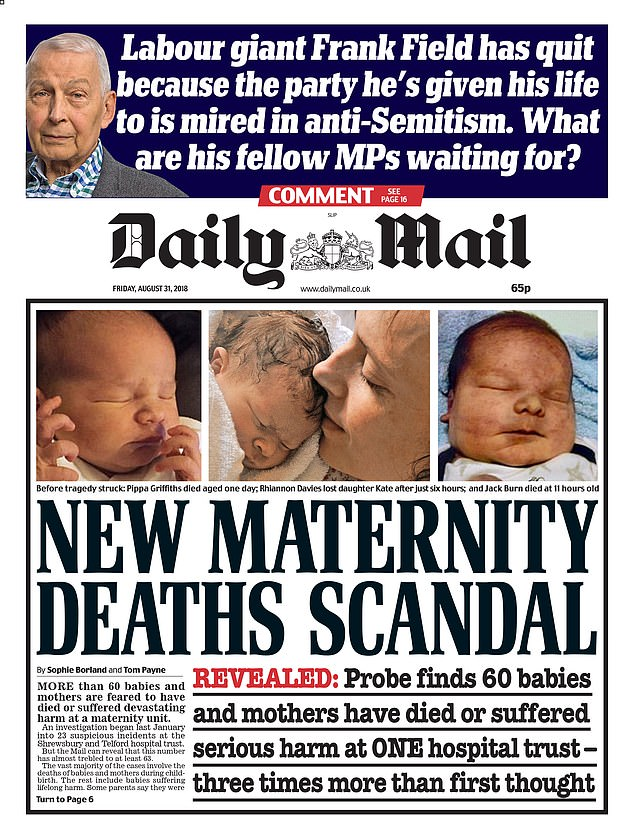 Labour giant Frank Field has quit
because the party he's given his life
to is mired in anti-Semitism. What
are his fellow MPs waiting for?
COMMENT SEE
PAGE 16
SLIP
Daily Mail
FRIDAY, AUGUST 31, 2018 www.dailymail.co.uk 65p
Before tragedy struck: Pippa Griffiths died aged one day; Rhiannon Davies lost daughter Kate after just six hours; and Jack Burn died at 11 hours old
NEW MATERNITY
DEATHS SCANDAL
By Sophie Borland and Tom Payne
MORE than 60 babies and
mothers are feared to have
died or suffered devastating
harm at a maternity unit.
An investigation began last January
into 23 suspicious incidents at the
Shrewsbury and Telford hospital trust.
But the Mail can reveal that this number
has almost trebled to at least 63.
The vast majority of the cases involve the
deaths of babies and mothers during child-
birth. The rest include babies suffering
lifelong harm. Some parents say they were
Turn to Page 6
REVEALED: Probe finds 60 babies
and mothers have died or suffered
serious harm at ONE hospital trust –
three times more than first thought